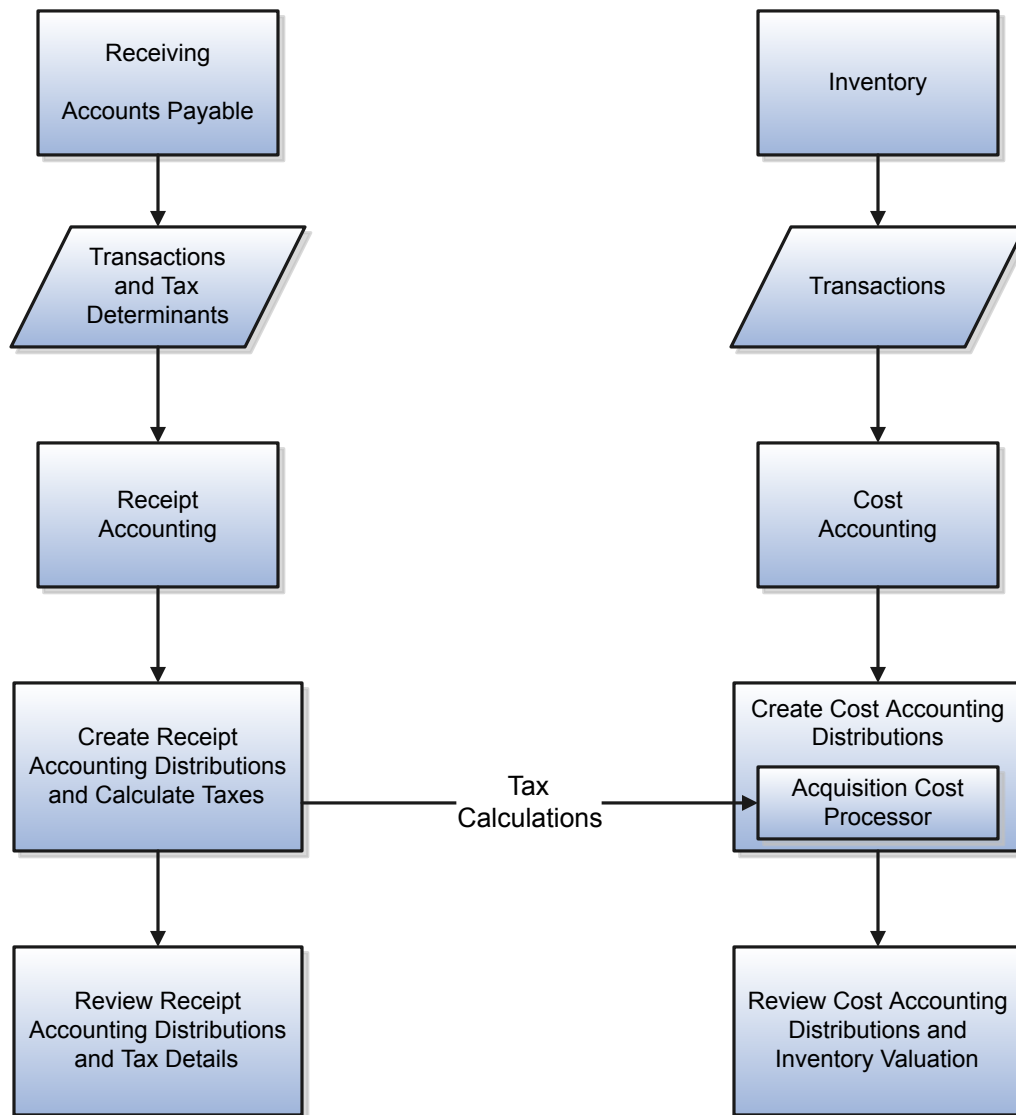 Receiving
Accounts Payable
Inventory
Transactions
and Tax
Determinants
Transactions
Receipt
Accounting
Cost
Accounting
Create Receipt
Accounting Distributions
and Calculate Taxes
Tax
Calculations
Create Cost Accounting
Distributions
Acquisition Cost
Processor
Review Receipt
Accounting Distributions
and Tax Details
Review Cost Accounting
Distributions and
Inventory Valuation